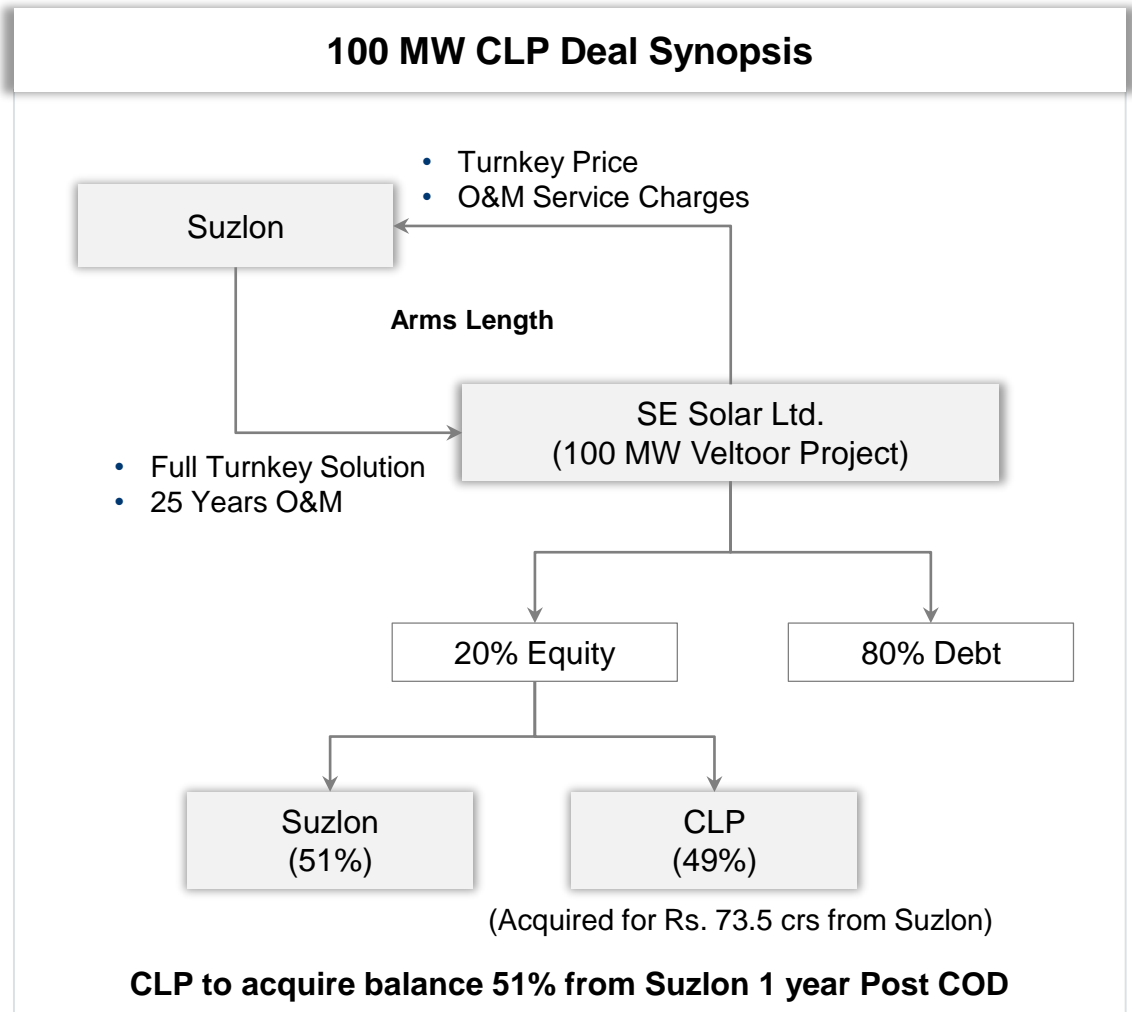 100 MW CLP Deal Synopsis
• Turnkey Price
• O&M Service Charges
Suzlon
Arms Length
SE Solar Ltd.
(100 MW Veltoor Project)
• Full Turnkey Solution
• 25 Years O&M
20% Equity
80% Debt
Suzlon
(51%)
CLP
(49%)
(Acquired for Rs. 73.5 crs from Suzlon)
CLP to acquire balance 51% from Suzlon 1 year Post COD